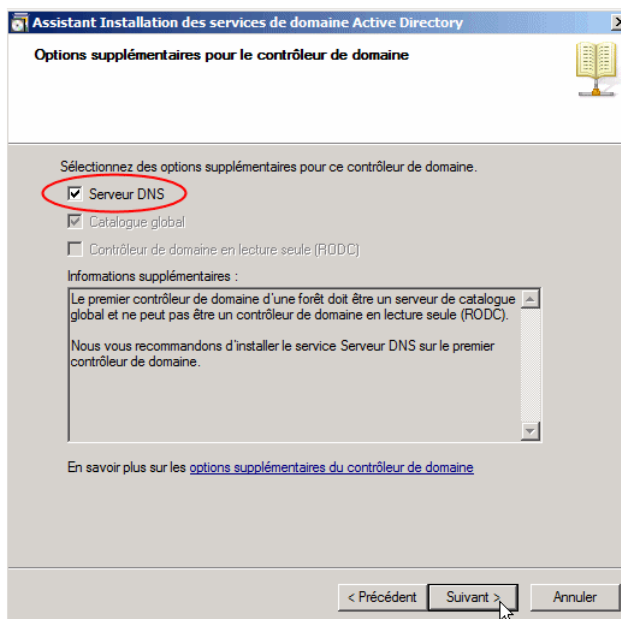 Assistant Installation des services de domaine Active Directory
Options supplémentaires pour le contrôleur de domaine
Sélectionnez des options supplémentaires pour ce contrôleur de domaine.
Serveur DNS
Catalogue global
Contrôleur de domaine en lecture seule (RODC)
Informations supplémentaires :
Le premier contrôleur de domaine d'une forêt doit être un serveur de catalogue
global et ne peut pas être un contrôleur de domaine en lecture seule (RODC).
Nous vous recommandons d'installer le service Serveur DNS sur le premier
contrôleur de domaine.
En savoir plus sur les options supplémentaires du contrôleur de domaine
< Précédent Suivant > Annuler